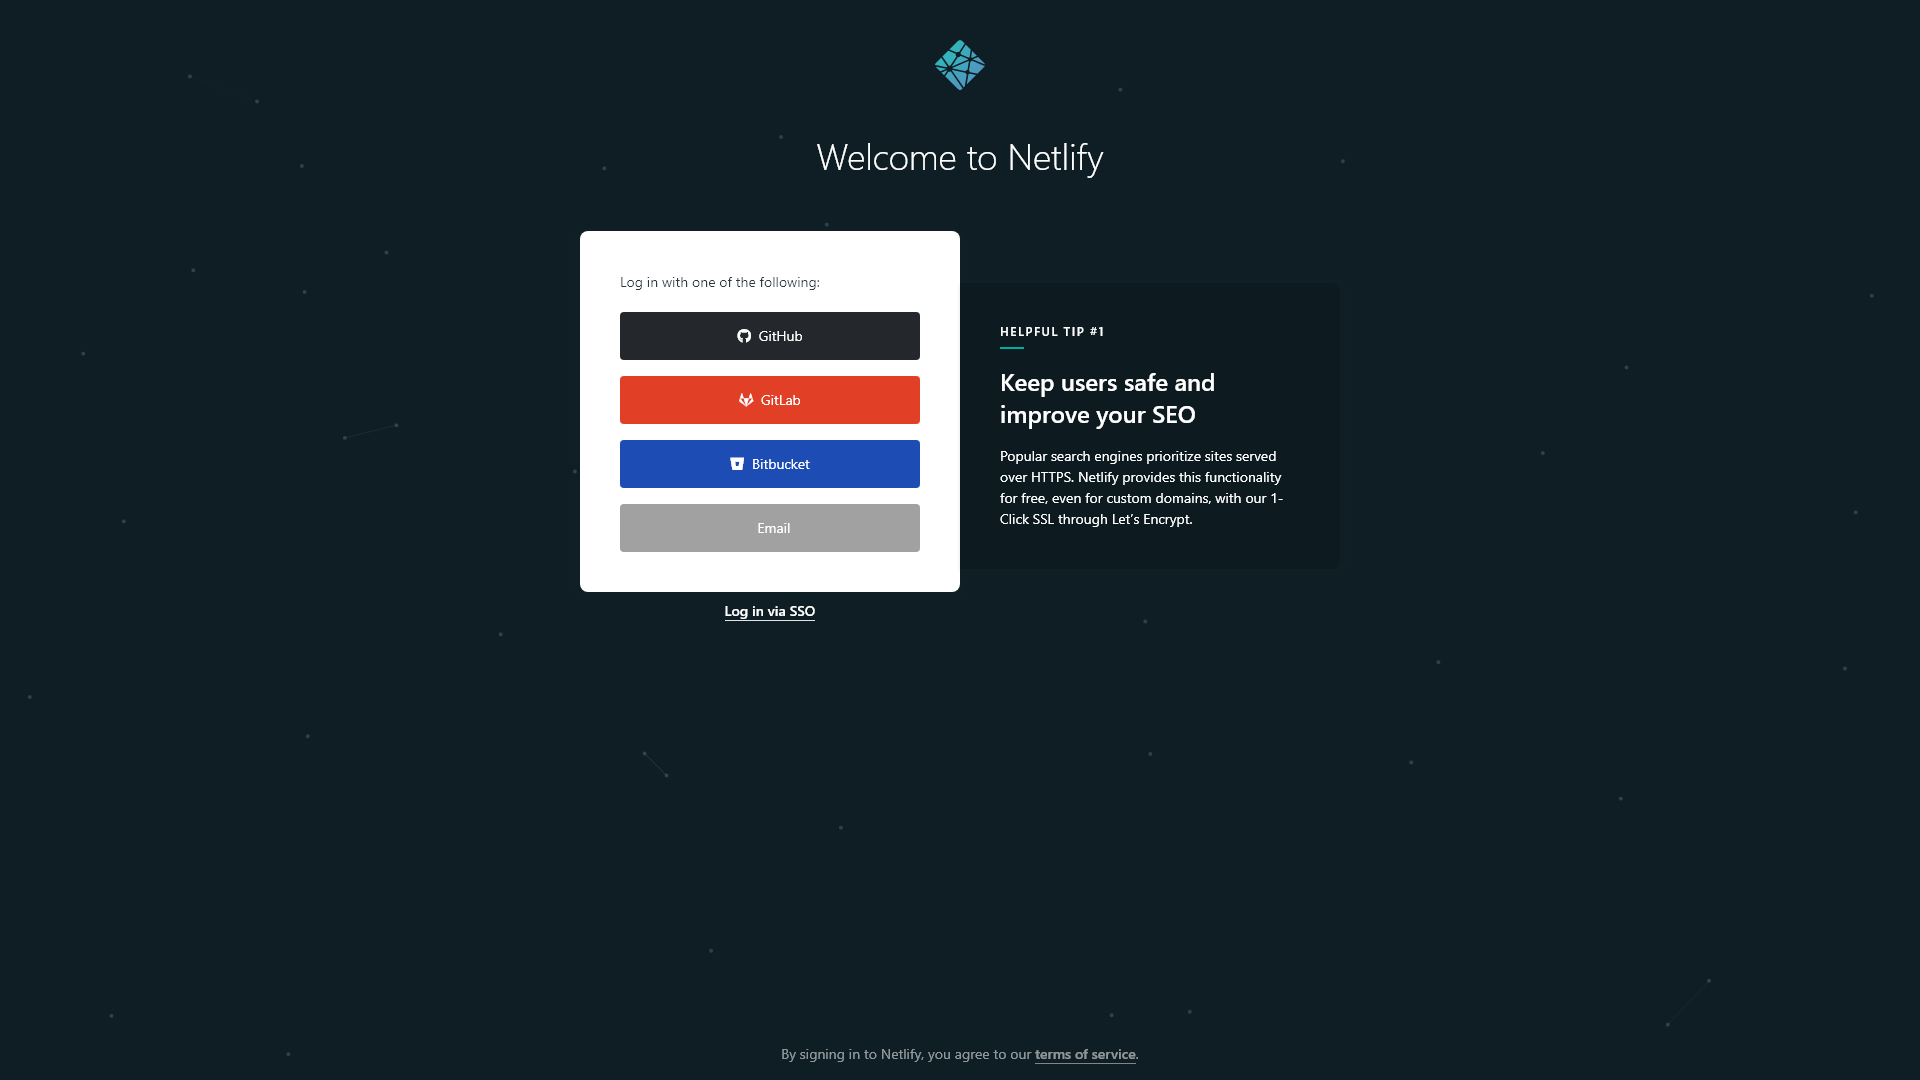 Welcome to Netlify
Log in with one of the following:
GitHub
GitLab
Bitbucket
Email
Log in via SSO
HELPFUL TIP #1
Keep users safe and
improve your SEO
Popular search engines prioritize sites served
over HTTPS. Netlify provides this functionality
for free, even for custom domains, with our 1-
Click SSL through Let’s Encrypt.
By signing in to Netlify, you agree to our terms of service.